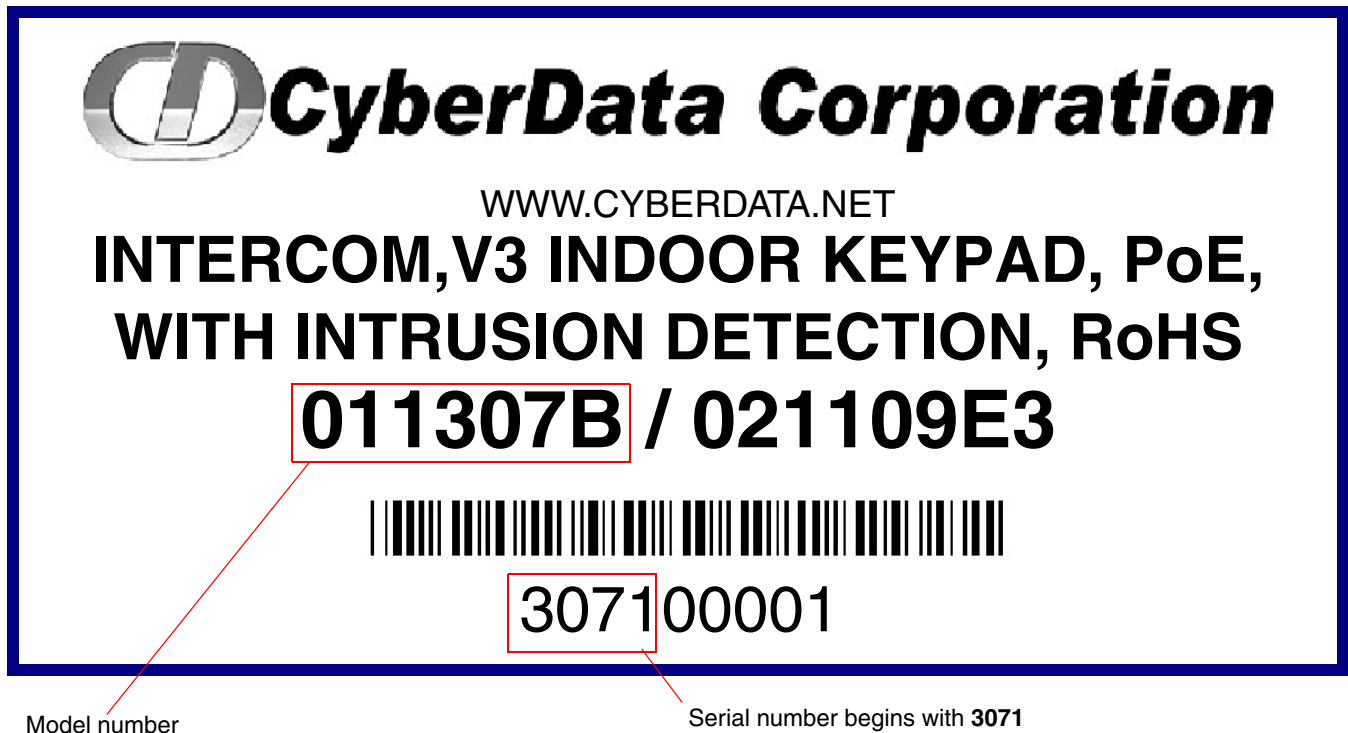 CyberData Corporation
WWW.CYBERDATA.NET
INTERCOM,V3 INDOOR KEYPAD, PoE,
WITH INTRUSION DETECTION, RoHS
011307B / 021109E3
307100001
Model number
Serial number begins with 3071